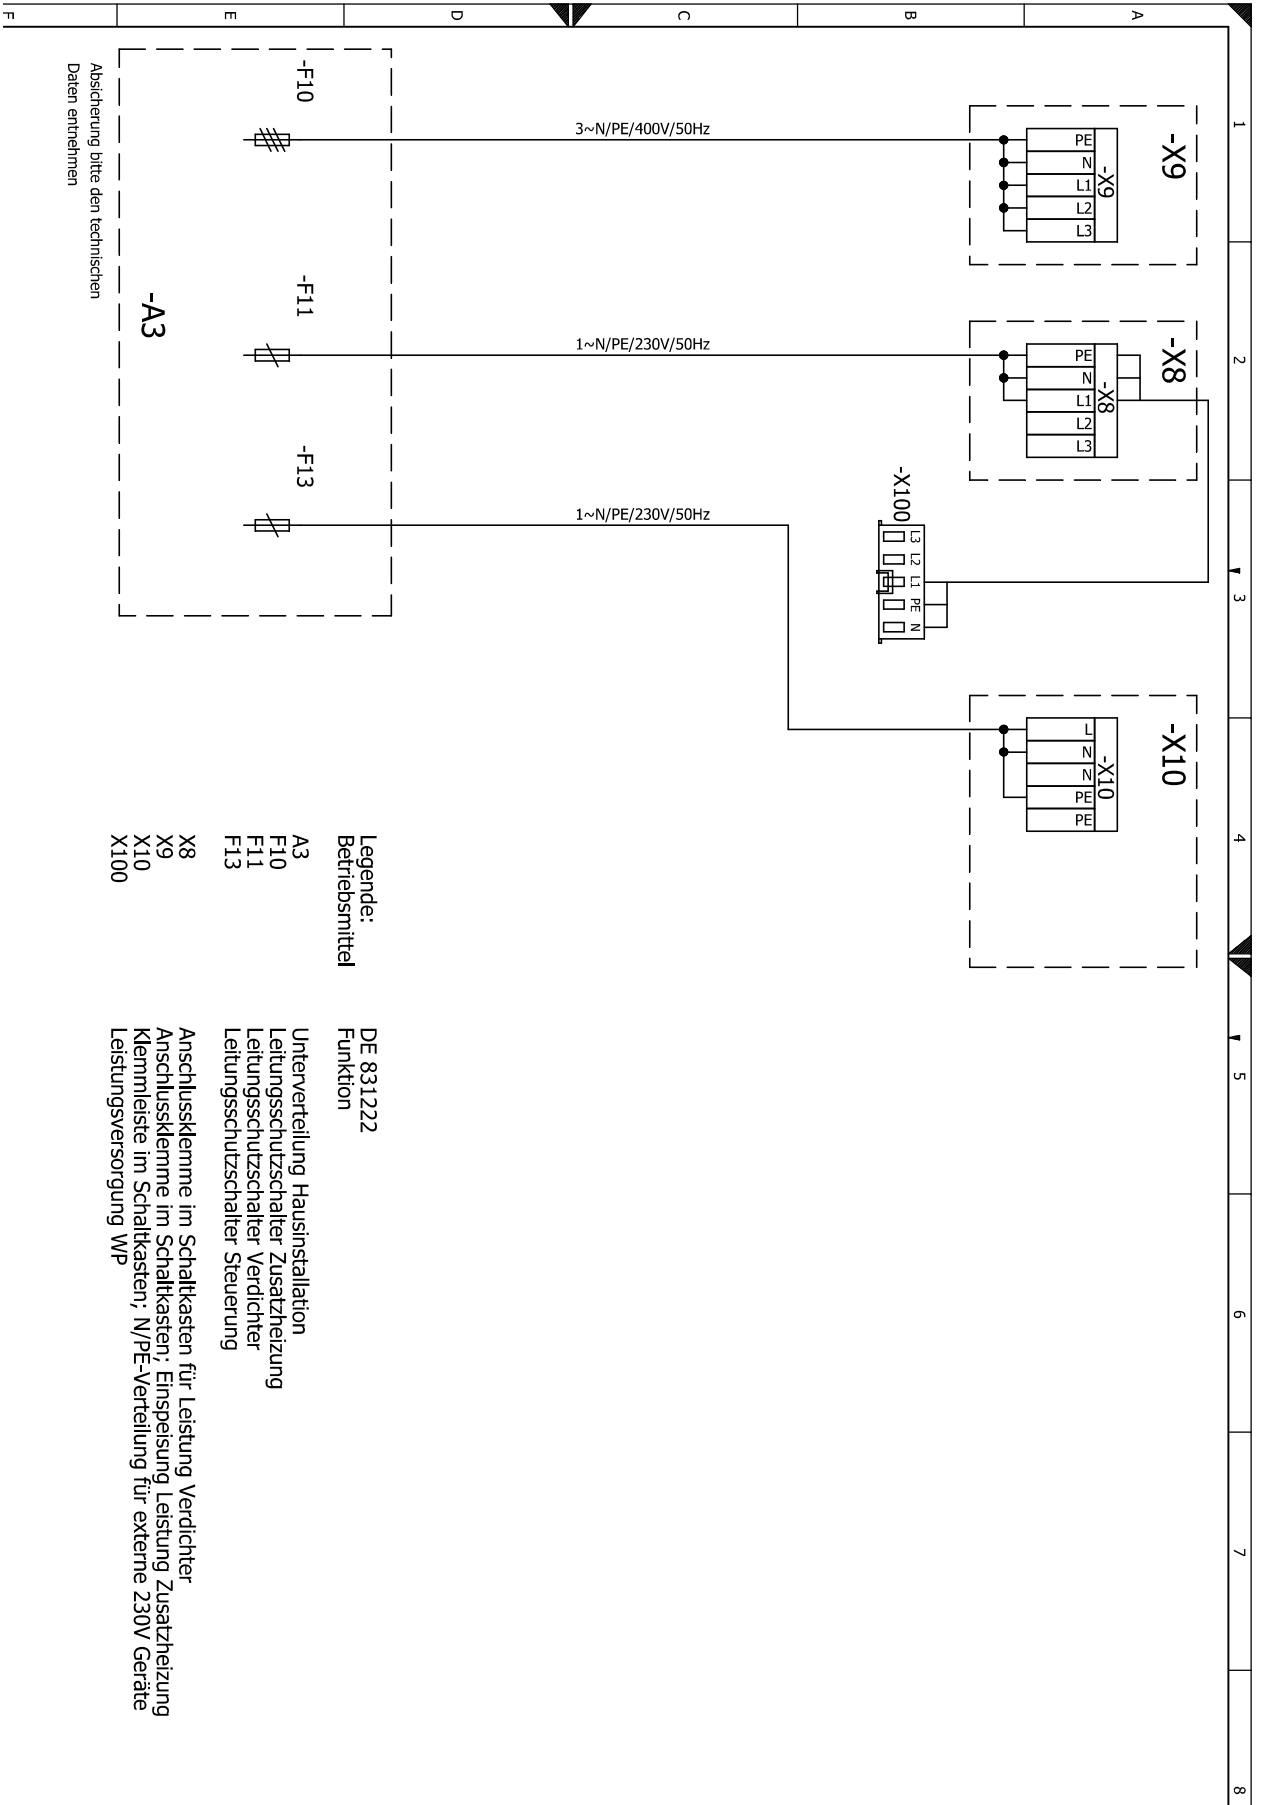 1
2
3
4
5
6
7
8
A
B
C
D
E
F
-X9
-X9
PE
N
L1
L2
L3
-X8
-X8
PE
N
L1
L2
L3
-X10
-X10
L
N
N
PE
PE
-X100
L3
L2
L1
PE
N
3~N/PE/400V/50Hz
1~N/PE/230V/50Hz
1~N/PE/230V/50Hz
-F10
-F11
-F13
-A3
Absicherung bitte den technischen
Daten entnehmen
Legende: DE 831222
Betriebsmittel Funktion
A3 Unterverteilung Hausinstallation
F10 Leitungsschutzschalter Zusatzheizung
F11 Leitungsschutzschalter Verdichter
F13 Leitungsschutzschalter Steuerung
X8 Anschlussklemme im Schaltkasten für Leistung Verdichter
X9 Anschlussklemme im Schaltkasten; Einspeisung Leistung Zusatzheizung
X10 Klemmleiste im Schaltkasten; N/PE-Verteilung für externe 230V Geräte
X100 Leistungsversorgung WP